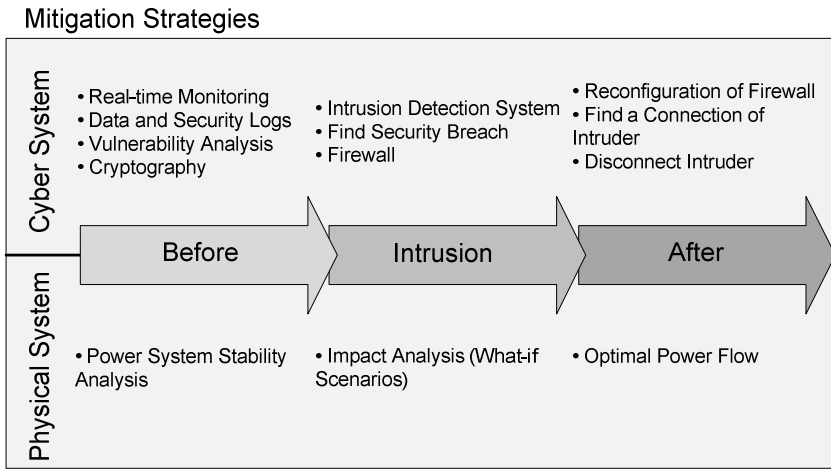 Mitigation Strategies
Cyber System
• Real-time Monitoring
• Data and Security Logs
• Vulnerability Analysis
• Cryptography
• Intrusion Detection System
• Find Security Breach
• Firewall
• Reconfiguration of Firewall
• Find a Connection of
Intruder
• Disconnect Intruder
Before
Intrusion
After
Physical System
• Power System Stability
Analysis
• Impact Analysis (What-if
Scenarios)
• Optimal Power Flow